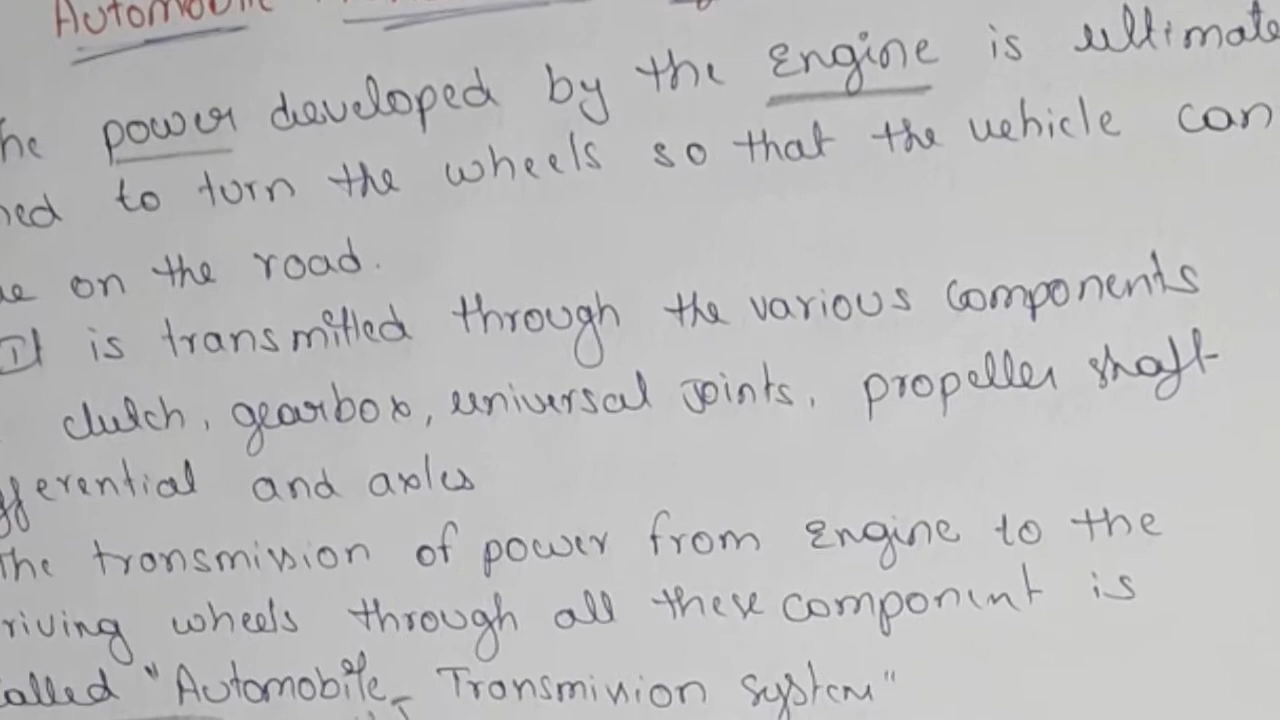 Automobile
he power developed by the Engine is ultimate
ned to turn the wheels so that the vehicle can
ve on the road.
It is transmitted through the various components
clutch, gearbox, universal joints, propeller shaft
fferential and axles
The transmission of power from Engine to the
riving wheels through all these component is
alled "Automobile Transmission system"